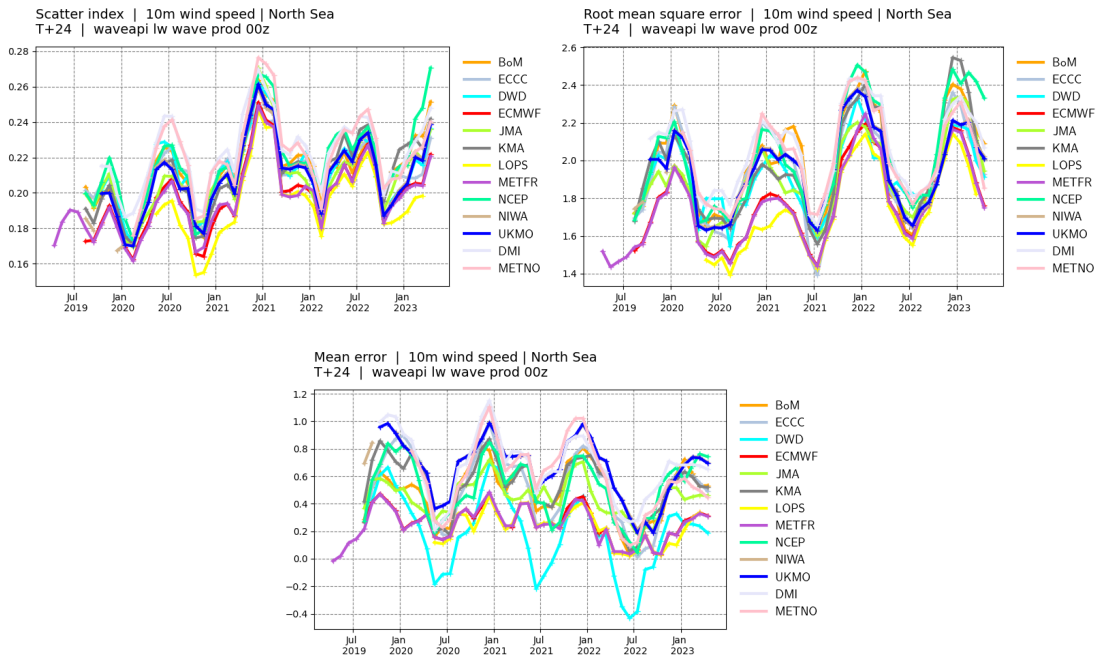 Scatter index | 10m wind speed | North Sea
T+24 | waveapi lw wave prod 00z
0.28
0.26
0.24
0.22
0.20
0.18
0.16
Jul 2019
Jan 2020
Jul 2020
Jan 2021
Jul 2021
Jan 2022
Jul 2022
Jan 2023
BoM
ECCC
DWD
ECMWF
JMA
KMA
LOPS
METFR
NCEP
NIWA
UKMO
DMI
METNO
Root mean square error | 10m wind speed | North Sea
T+24 | waveapi lw wave prod 00z
2.6
2.4
2.2
2.0
1.8
1.6
1.4
Jul 2019
Jan 2020
Jul 2020
Jan 2021
Jul 2021
Jan 2022
Jul 2022
Jan 2023
BoM
ECCC
DWD
ECMWF
JMA
KMA
LOPS
METFR
NCEP
NIWA
UKMO
DMI
METNO
Mean error | 10m wind speed | North Sea
T+24 | waveapi lw wave prod 00z
1.2
1.0
0.8
0.6
0.4
0.2
0.0
−0.2
−0.4
Jul 2019
Jan 2020
Jul 2020
Jan 2021
Jul 2021
Jan 2022
Jul 2022
Jan 2023
BoM
ECCC
DWD
ECMWF
JMA
KMA
LOPS
METFR
NCEP
NIWA
UKMO
DMI
METNO